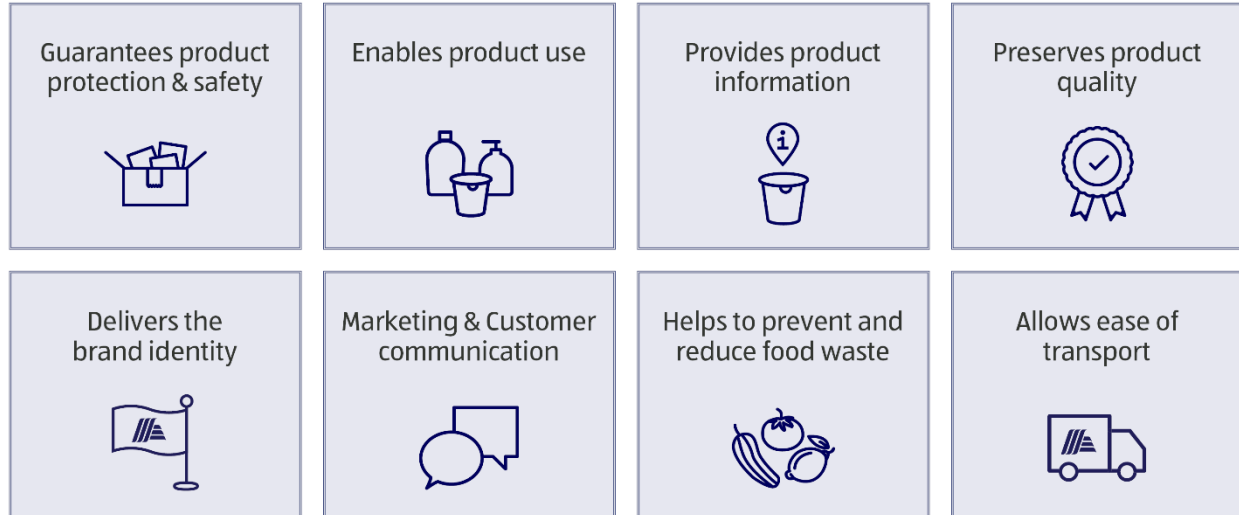 Guarantees product
protection & safety
Enables product use
Provides product
information
i
Preserves product
quality
Delivers the
brand identity
Marketing & Customer
communication
Helps to prevent and
reduce food waste
Allows ease of
transport